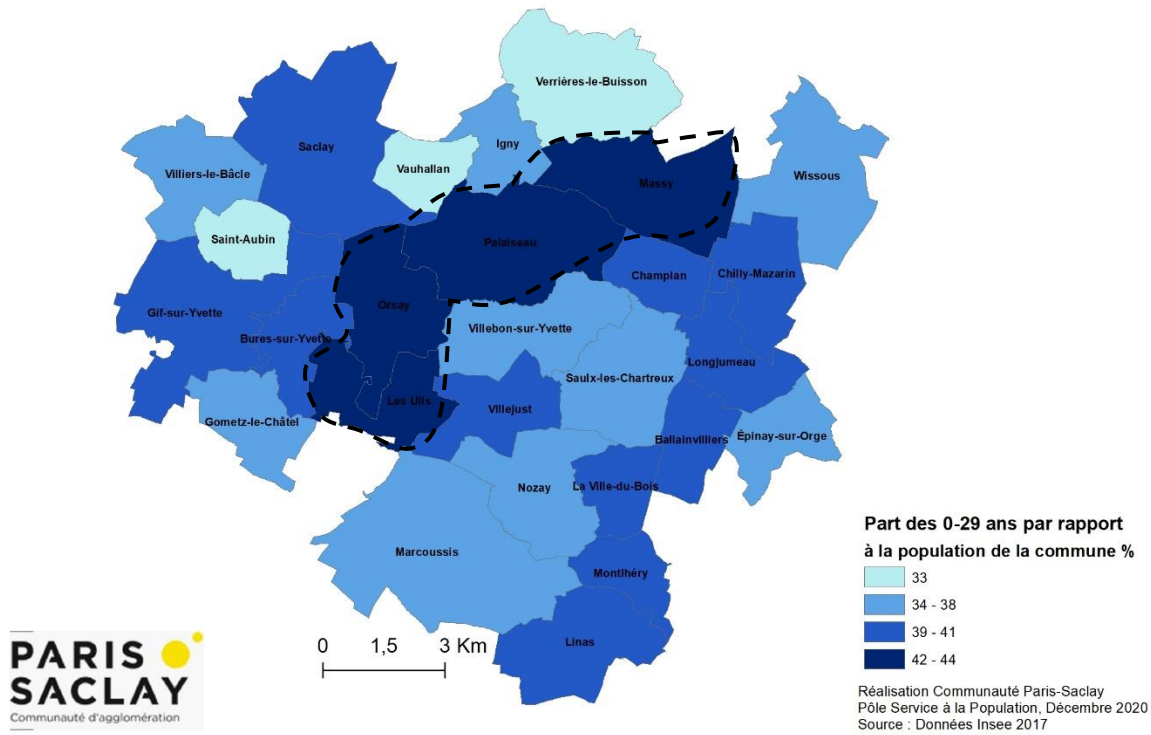 Verrières-le-Buisson
Igny
Saclay
Vauhallan
Villiers-le-Bâcle
Massy
Wissous
Saint-Aubin
Palaiseau
Champlan
Chilly-Mazarin
Orsay
Gif-sur-Yvette
Villebon-sur-Yvette
Bures-sur-Yvette
Longjumeau
Saulx-les-Chartreux
Les Ulis
Villejust
Gometz-le-Châtel
Ballainvilliers
Épinay-sur-Orge
Nozay
La Ville-du-Bois
Marcoussis
Montlhéry
Linas
0 1,5 3 Km
Part des 0-29 ans par rapport
à la population de la commune %
33
34 - 38
39 - 41
42 - 44
Réalisation Communauté Paris-Saclay
Pôle Service à la Population, Décembre 2020
Source : Données Insee 2017
PARIS
SACLAY
Communauté d'agglomération